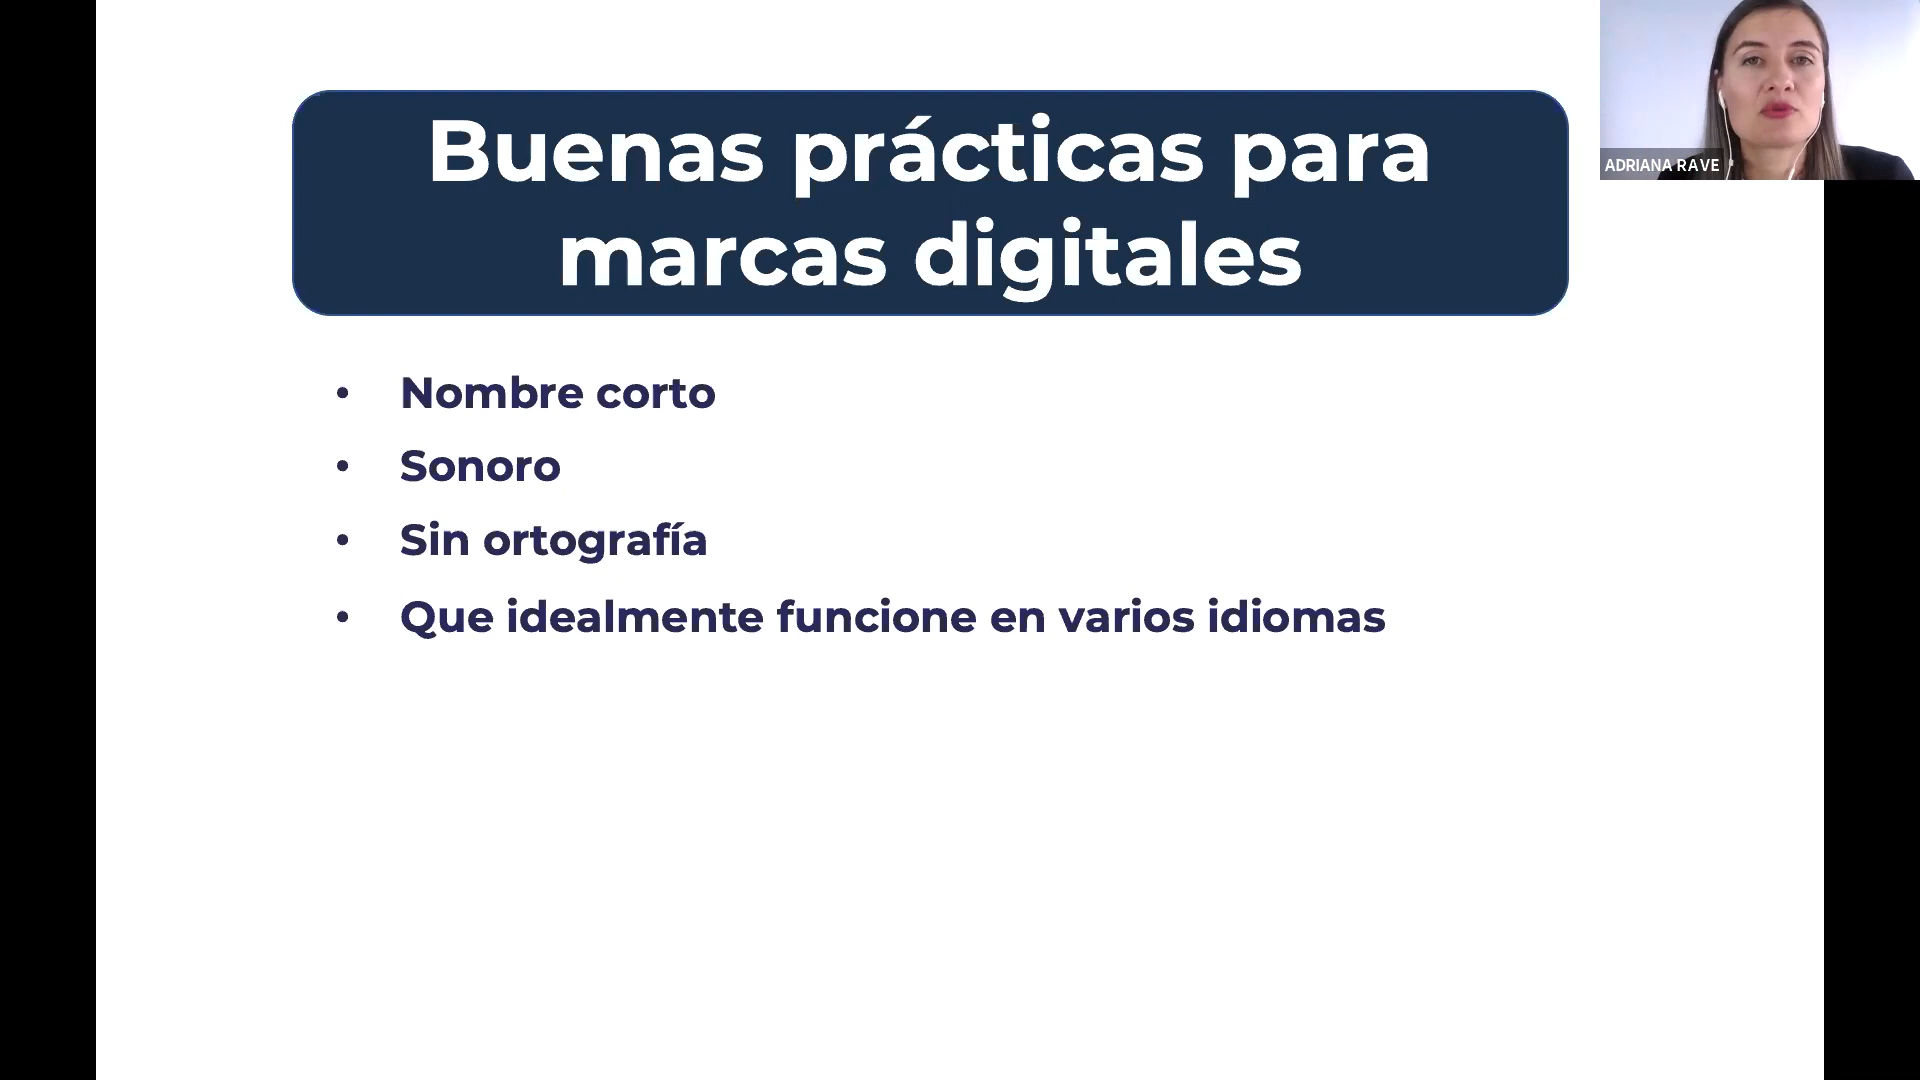 Buenas prácticas para
marcas digitales
ADRIANA RAVE
• Nombre corto
• Sonoro
• Sin ortografía
• Que idealmente funcione en varios idiomas